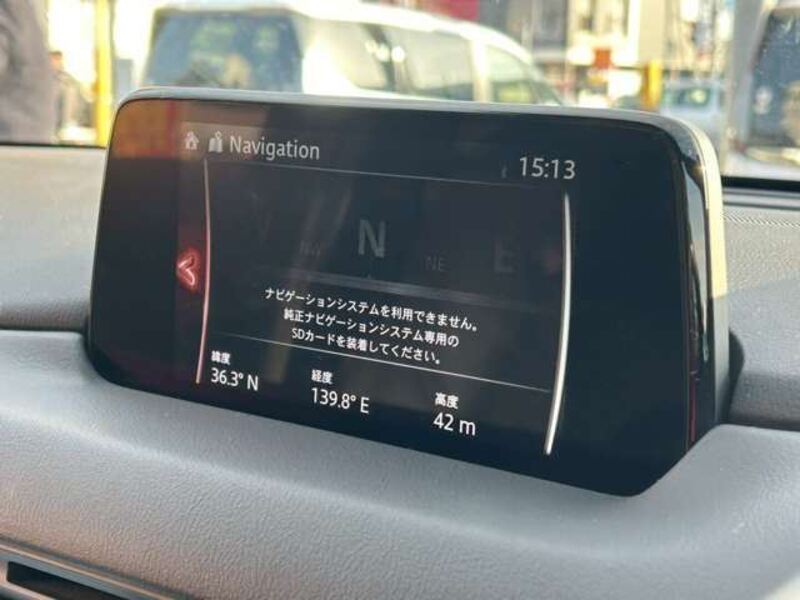 Navigation
15:13
N
NE
E
ナビゲーションシステムを利用できません。
純正ナビゲーションシステム専用の
SDカードを装着してください。
緯度
36.3° N
経度
139.8° E
高度
42 m